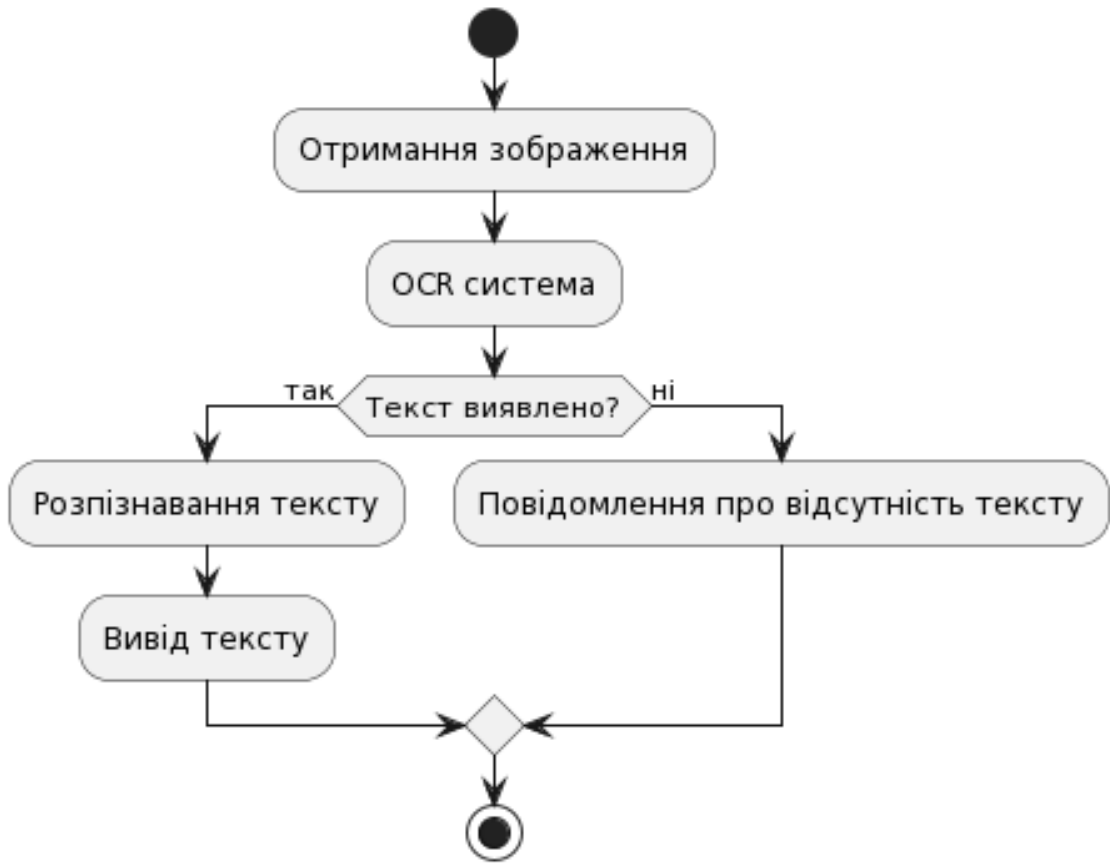 Отримання зображення
OCR система
так
Текст виявлено?
ні
Розпізнавання тексту
Повідомлення про відсутність тексту
Вивід тексту